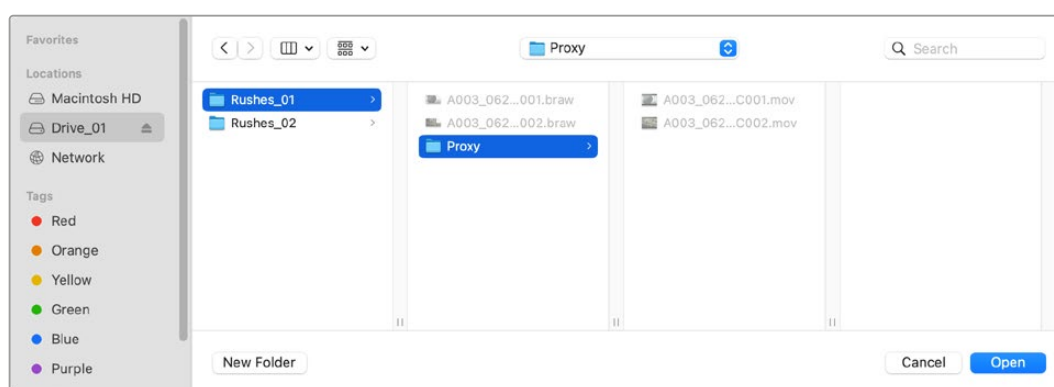 Favorites
Locations
Macintosh HD
Drive_01
Network
Tags
Red
Orange
Yellow
Green
Blue
Purple
Proxy
Search
Rushes_01
Rushes_02
A003_062...001.braw
A003_062...002.braw
Proxy
A003_062...C001.mov
A003_062...C002.mov
New Folder
Cancel
Open